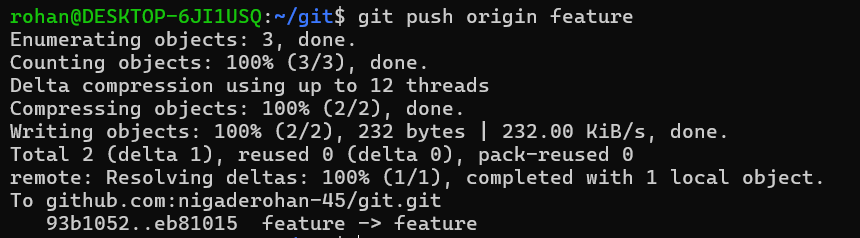 rohan@DESKTOP-6JI1USQ:~/git$ git push origin feature
Enumerating objects: 3, done.
Counting objects: 100% (3/3), done.
Delta compression using up to 12 threads
Compressing objects: 100% (2/2), done.
Writing objects: 100% (2/2), 232 bytes | 232.00 KiB/s, done.
Total 2 (delta 1), reused 0 (delta 0), pack-reused 0
remote: Resolving deltas: 100% (1/1), completed with 1 local object.
To github.com:nigaderohan-45/git.git
   93b1052..eb81015  feature -> feature